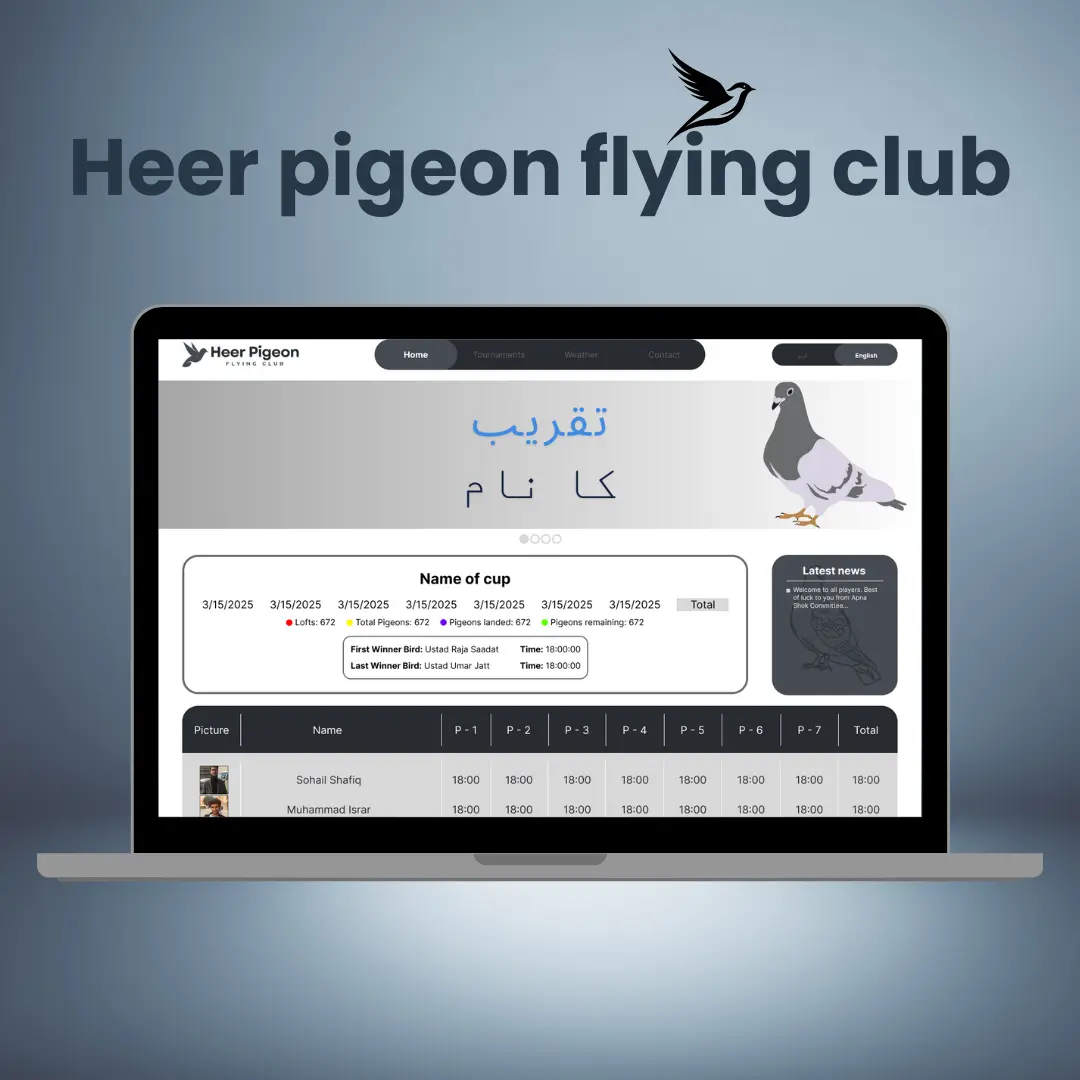 Heer pigeon flying club
Heer Pigeon
FLYING CLUB
Home Tournaments Weather Contact
English
تقریب
کا نام
Name of cup
3/15/2025 3/15/2025 3/15/2025 3/15/2025 3/15/2025 3/15/2025 3/15/2025 Total
Lofts: 672 Total Pigeons: 672 Pigeons landed: 672 Pigeons remaining: 672
First Winner Bird: Ustad Raja Saadat Time: 18:00:00
Last Winner Bird: Ustad Umar Jatt Time: 18:00:00
Latest news
Welcome to all players. Best
of luck to you from Apna
Shok Committee...
Picture Name P - 1 P - 2 P - 3 P - 4 P - 5 P - 6 P - 7 Total
Sohail Shafiq 18:00 18:00 18:00 18:00 18:00 18:00 18:00 18:00
Muhammad Israr 18:00 18:00 18:00 18:00 18:00 18:00 18:00 18:00